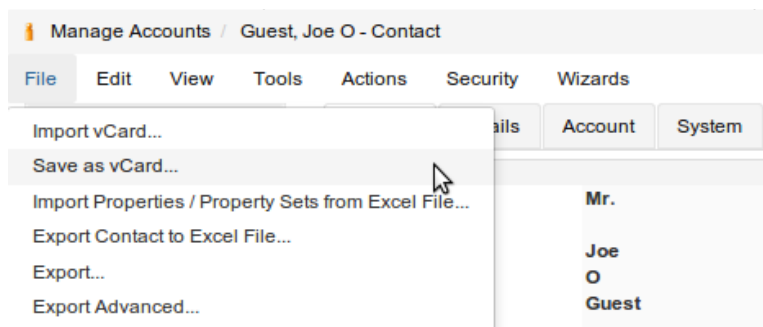 Manage Accounts / Guest, Joe O - Contact
File Edit View Tools Actions Security Wizards
Account System
Import vCard...
Save as vCard...
Import Properties / Property Sets from Excel File...
Mr.
Export Contact to Excel File...
Joe
Export...
O
Export Advanced...
Guest